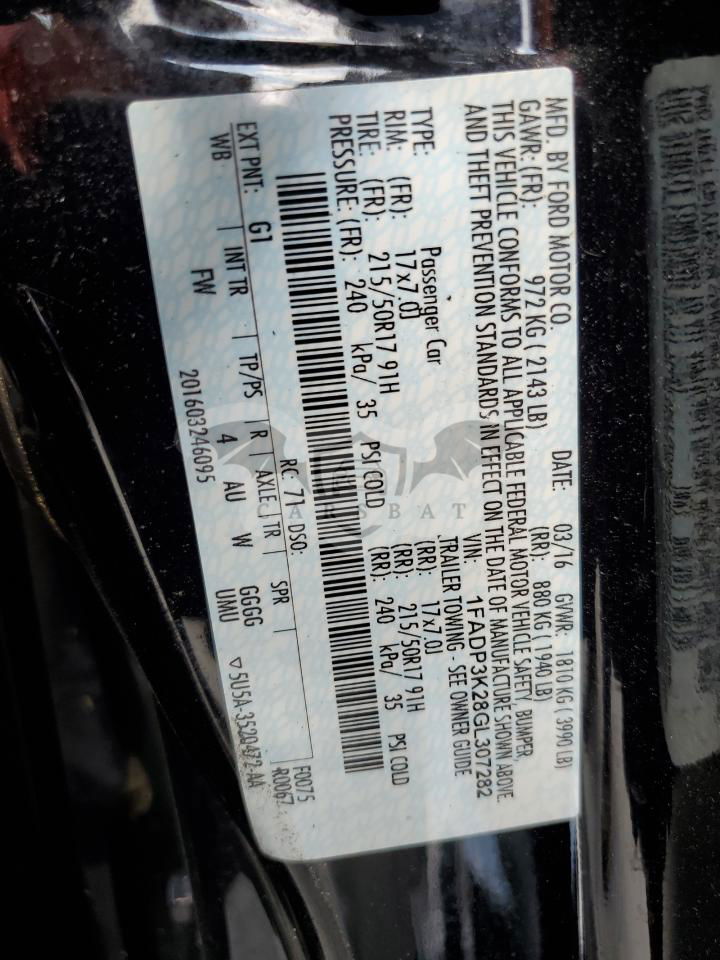 MFD. BY FORD MOTOR CO. DATE: 03/16 GVWR: 1810 KG ( 3990 LB)
GAWR: (FR): 972 KG ( 2143 LB) (RR): 880 KG ( 1940 LB)
THIS VEHICLE CONFORMS TO ALL APPLICABLE FEDERAL MOTOR VEHICLE SAFETY, BUMPER,
AND THEFT PREVENTION STANDARDS IN EFFECT ON THE DATE OF MANUFACTURE SHOWN ABOVE.
VIN: 1FADP3K28GL307282
TYPE: Passenger Car TRAILER TOWING - SEE OWNER GUIDE
RIM: (FR): 17x7.0J (RR): 17x7.0J
TIRE: (FR): 215/50R17 91H (RR): 215/50R17 91H
PRESSURE: (FR): 240 kPa/ 35 PSI COLD (RR): 240 kPa/ 35 PSI COLD
RC: 71 DSO: F0075
EXT PNT: G1 R0067
WB INT TR TP/PS R AXLE TR SPR
FW 4 AU W GGGG
201603246095 UMU ▽5U5A-3520472-AA
CARSBAT